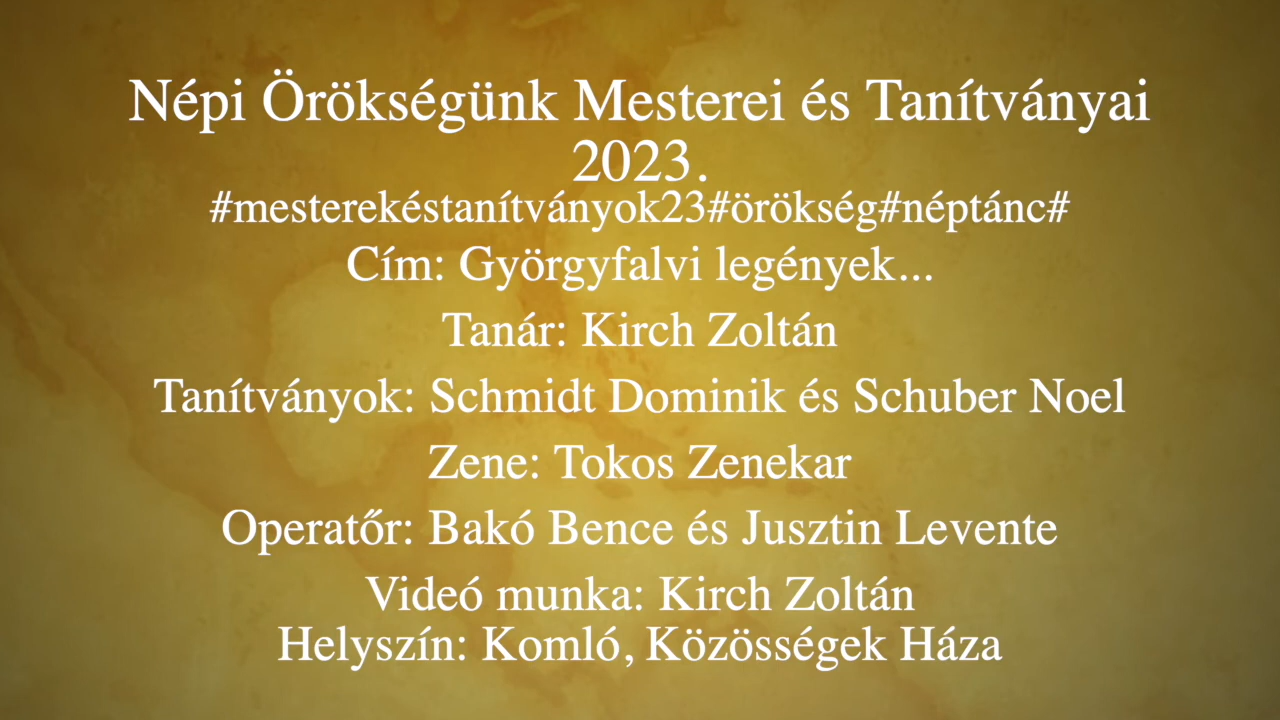 Népi Örökségünk Mesterei és Tanítványai
2023.
#mesterekéstanítványok23#örökség#néptánc#
Cím: Györgyfalvi legények...
Tanár: Kirch Zoltán
Tanítványok: Schmidt Dominik és Schuber Noel
Zene: Tokos Zenekar
Operatőr: Bakó Bence és Jusztin Levente
Videó munka: Kirch Zoltán
Helyszín: Komló, Közösségek Háza